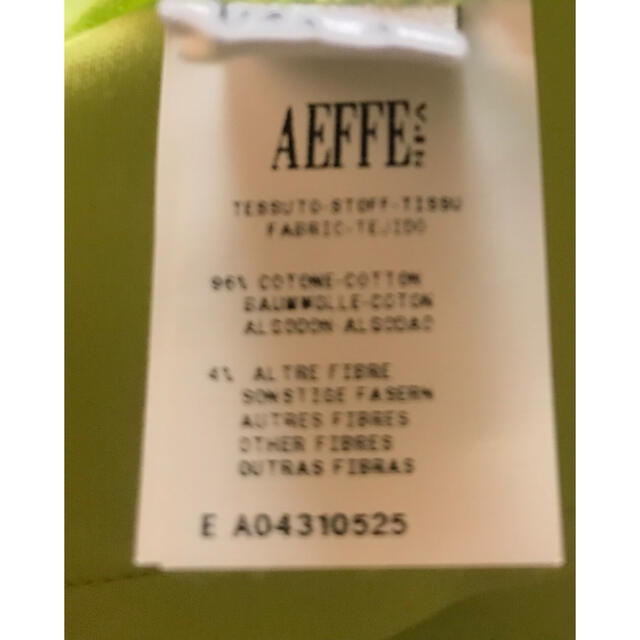 AEFFE SPA
TESSUTO-STOFF-TISSU
FABRIC-TEJIDO
96% COTONE-COTTON
BAUMWOLLE-COTON
ALGODON-ALGODAO
4% ALTRE FIBRE
SONSTIGE FASERN
AUTRES FIBRES
OTHER FIBRES
OUTRAS FIBRAS
E A04310525